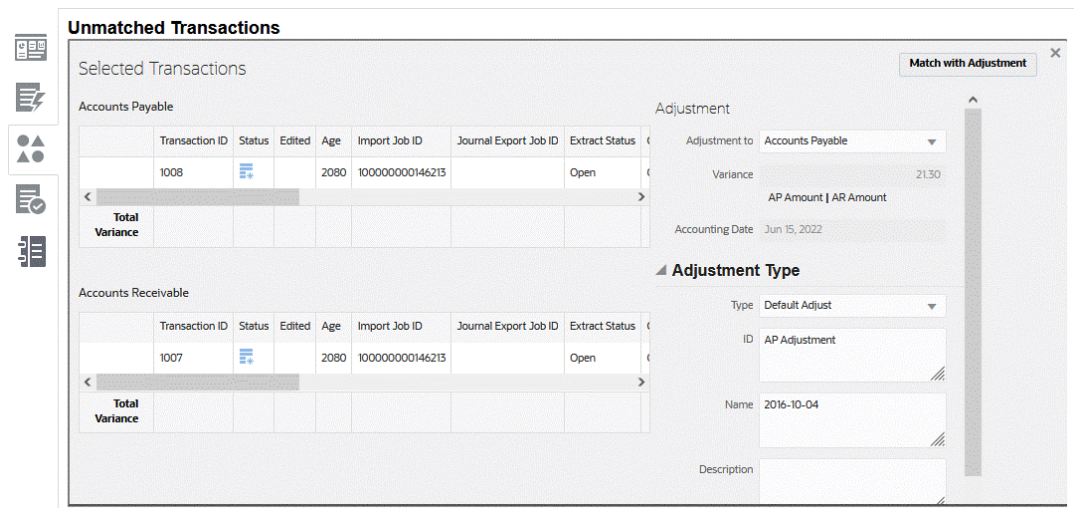 Unmatched Transactions
Selected Transactions
Match with Adjustment
Accounts Payable
Transaction ID Status Edited Age Import Job ID Journal Export Job ID Extract Status
1008 2080 100000000146213 Open
Total
Variance
Accounts Receivable
Transaction ID Status Edited Age Import Job ID Journal Export Job ID Extract Status
1007 2080 100000000146213 Open
Total
Variance
Adjustment
Adjustment to Accounts Payable
Variance 21.30
AP Amount | AR Amount
Accounting Date Jun 15, 2022
Adjustment Type
Type Default Adjust
ID AP Adjustment
Name 2016-10-04
Description